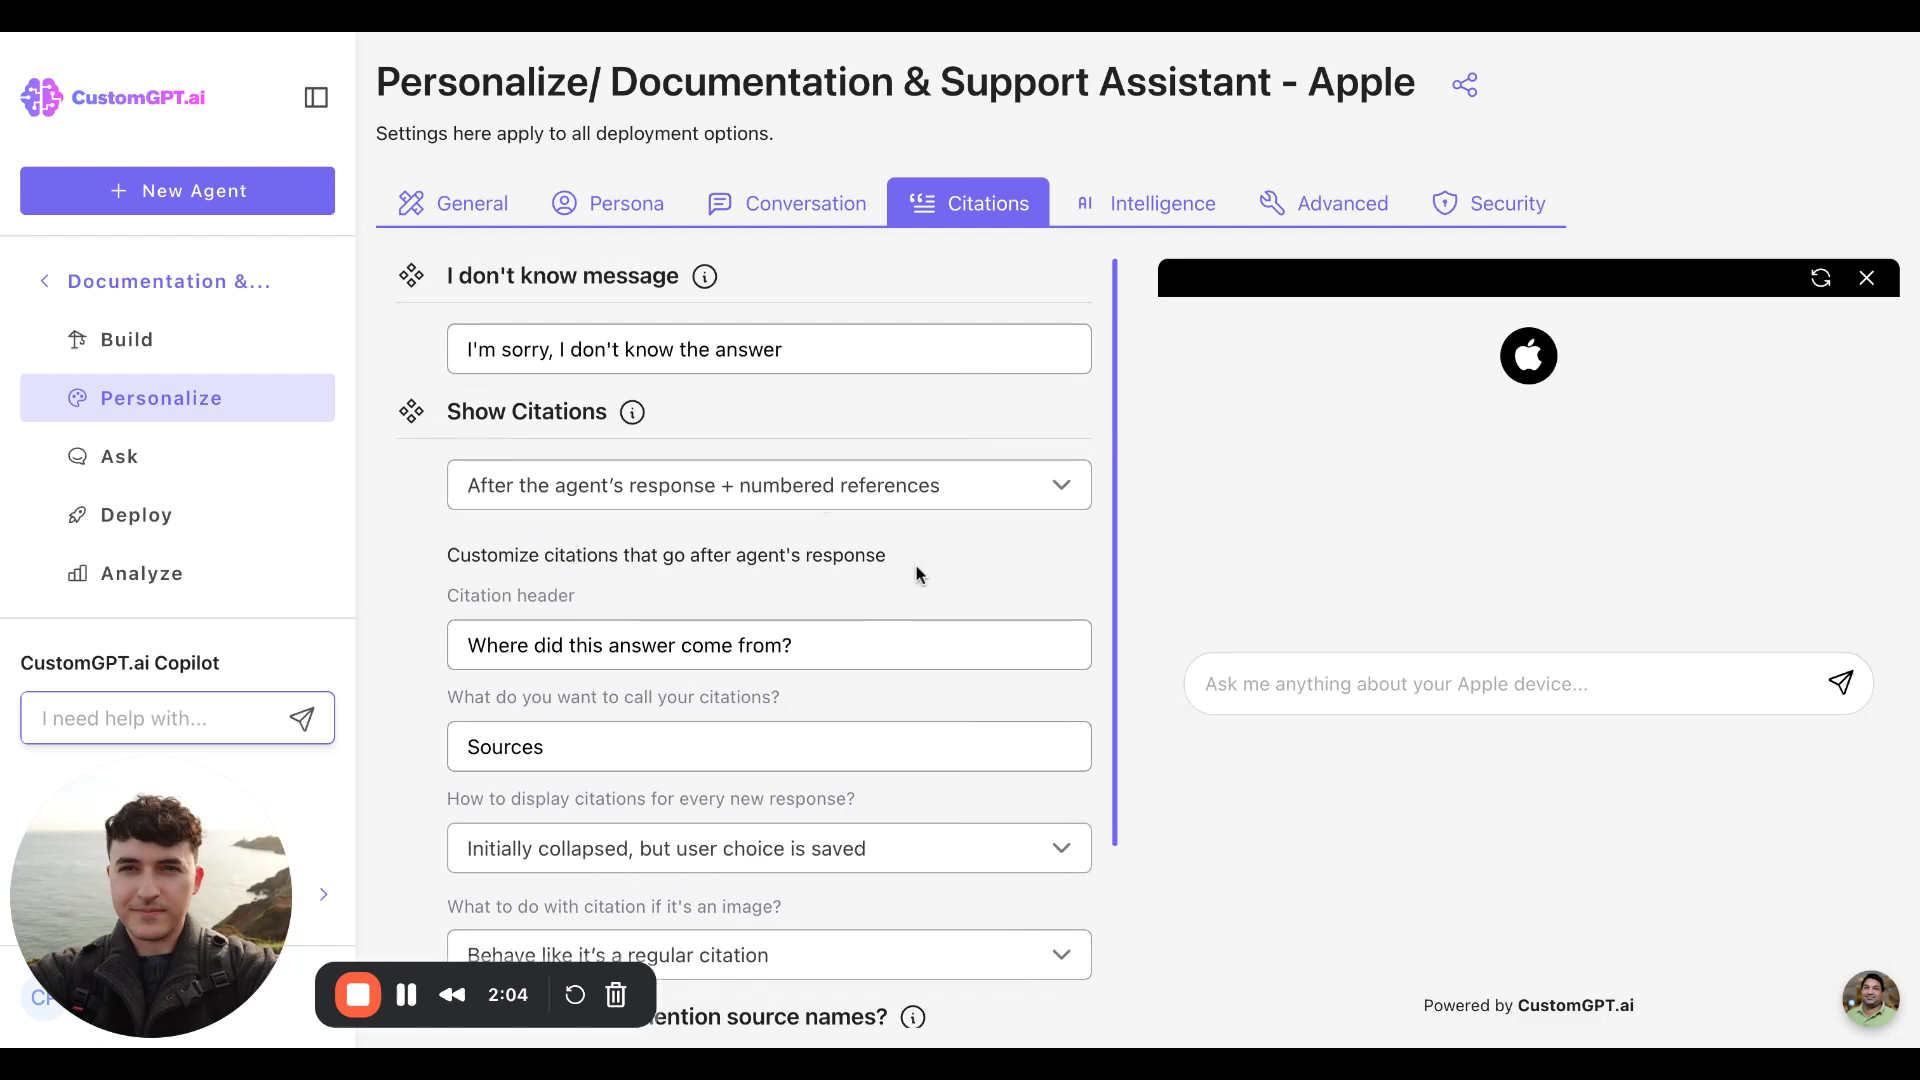 CustomGPT.ai
+ New Agent
Documentation &...
Build
Personalize
Ask
Deploy
Analyze
CustomGPT.ai Copilot
I need help with...
Personalize/ Documentation & Support Assistant - Apple
Settings here apply to all deployment options.
General
Persona
Conversation
Citations
AI Intelligence
Advanced
Security
I don't know message
I'm sorry, I don't know the answer
Show Citations
After the agent’s response + numbered references
Customize citations that go after agent's response
Citation header
Where did this answer come from?
What do you want to call your citations?
Sources
How to display citations for every new response?
Initially collapsed, but user choice is saved
What to do with citation if it's an image?
Behave like it’s a regular citation
source names?
2:04
Ask me anything about your Apple device...
Powered by CustomGPT.ai